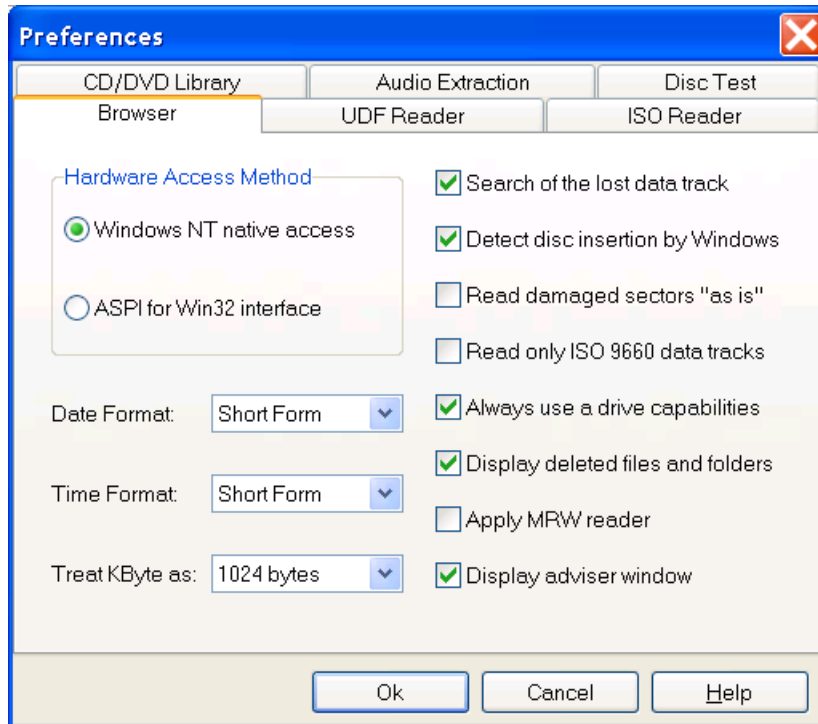 Preferences
CD/DVD Library
Audio Extraction
Disc Test
Browser
UDF Reader
ISO Reader
Hardware Access Method
Windows NT native access
ASPI for Win32 interface
Date Format: Short Form
Time Format: Short Form
Treat KByte as: 1024 bytes
Search of the lost data track
Detect disc insertion by Windows
Read damaged sectors "as is"
Read only ISO 9660 data tracks
Always use a drive capabilities
Display deleted files and folders
Apply MRW reader
Display adviser window
Ok
Cancel
Help